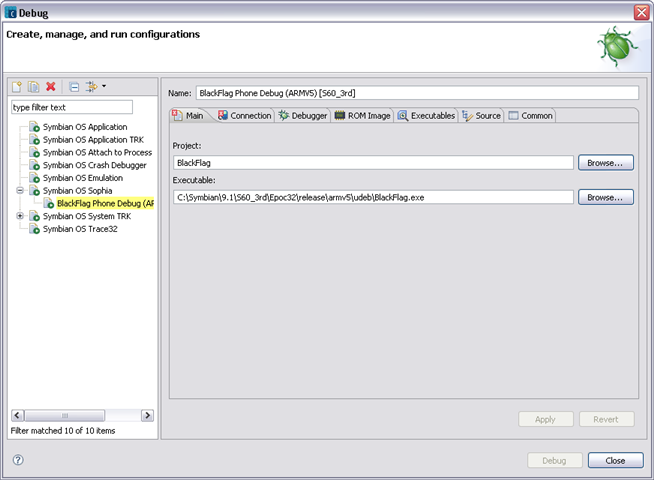 Debug
Create, manage, and run configurations
type filter text
Symbian OS Application
Symbian OS Application TRK
Symbian OS Attach to Process
Symbian OS Crash Debugger
Symbian OS Emulation
Symbian OS Sophia
BlackFlag Phone Debug (AR
Symbian OS System TRK
Symbian OS Trace32
Filter matched 10 of 10 items
Name: BlackFlag Phone Debug (ARMV5) [S60_3rd]
Main Connection Debugger ROM Image Executables Source Common
Project:
BlackFlag Browse...
Executable:
C:\Symbian\9.1\S60_3rd\Epoc32\release\armv5\udeb\BlackFlag.exe Browse...
Apply Revert
? Debug Close